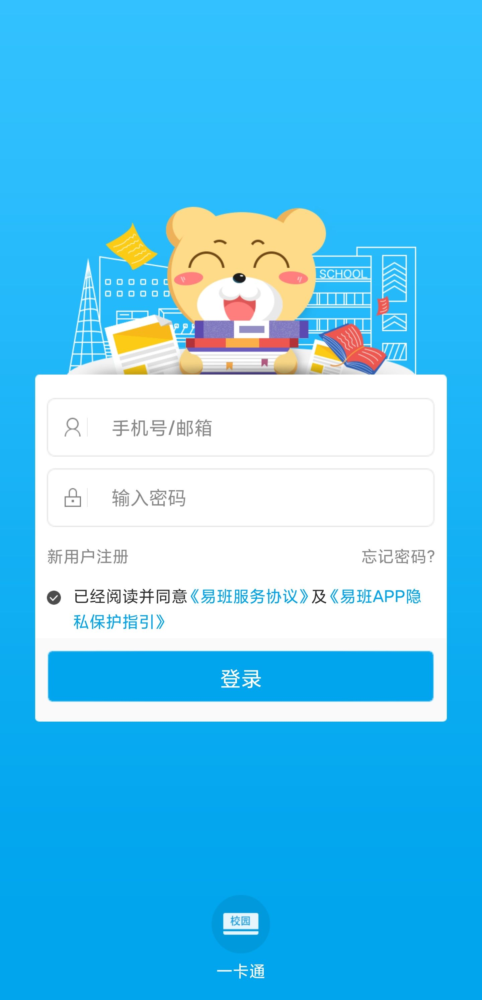 SCHOOL
手机号/邮箱
输入密码
新用户注册
忘记密码?
已经阅读并同意《易班服务协议》及《易班APP隐
私保护指引》
登录
校园
一卡通